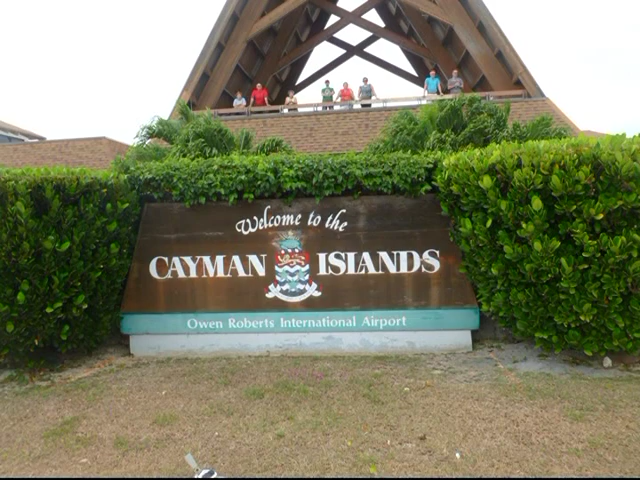 Welcome to the
CAYMAN ISLANDS
Owen Roberts International Airport